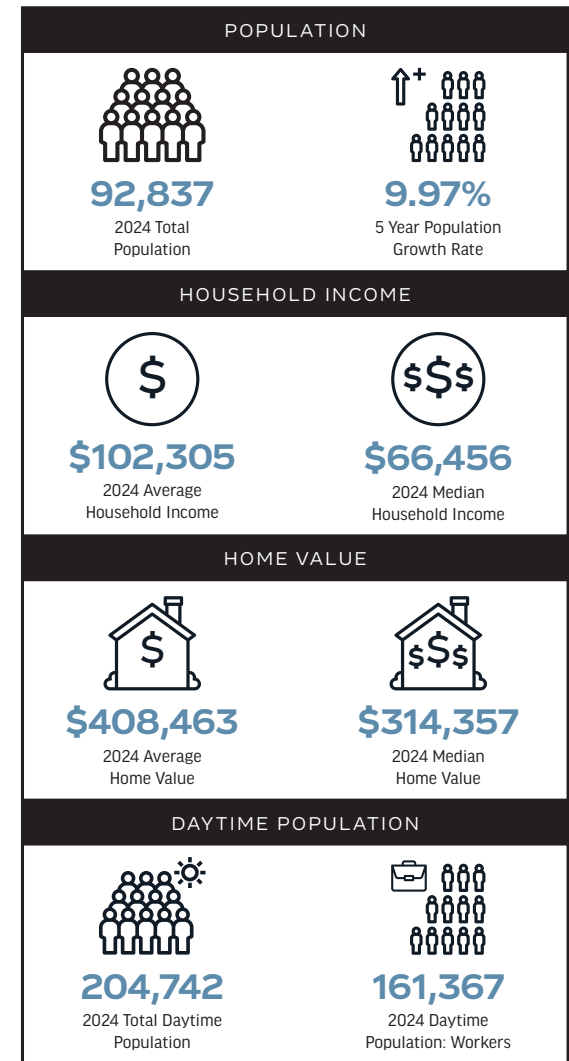 POPULATION
92,837
2024 Total
Population
9.97%
5 Year Population
Growth Rate
HOUSEHOLD INCOME
$
$102,305
2024 Average
Household Income
$$$
$66,456
2024 Median
Household Income
HOME VALUE
$
$408,463
2024 Average
Home Value
$$$
$314,357
2024 Median
Home Value
DAYTIME POPULATION
204,742
2024 Total Daytime
Population
161,367
2024 Daytime
Population: Workers